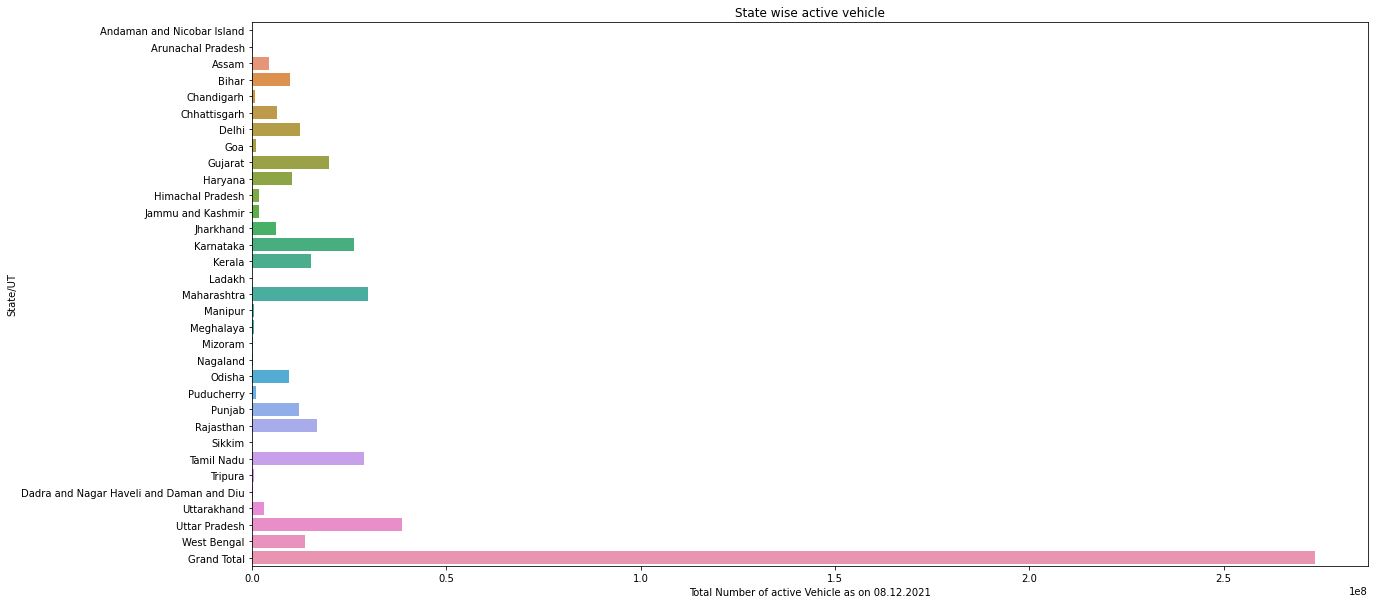 State wise active vehicle
State/UT
Andaman and Nicobar Island
Arunachal Pradesh
Assam
Bihar
Chandigarh
Chhattisgarh
Delhi
Goa
Gujarat
Haryana
Himachal Pradesh
Jammu and Kashmir
Jharkhand
Karnataka
Kerala
Ladakh
Maharashtra
Manipur
Meghalaya
Mizoram
Nagaland
Odisha
Puducherry
Punjab
Rajasthan
Sikkim
Tamil Nadu
Tripura
Dadra and Nagar Haveli and Daman and Diu
Uttarakhand
Uttar Pradesh
West Bengal
Grand Total
0.0 0.5 1.0 1.5 2.0 2.5
1e8
Total Number of active Vehicle as on 08.12.2021